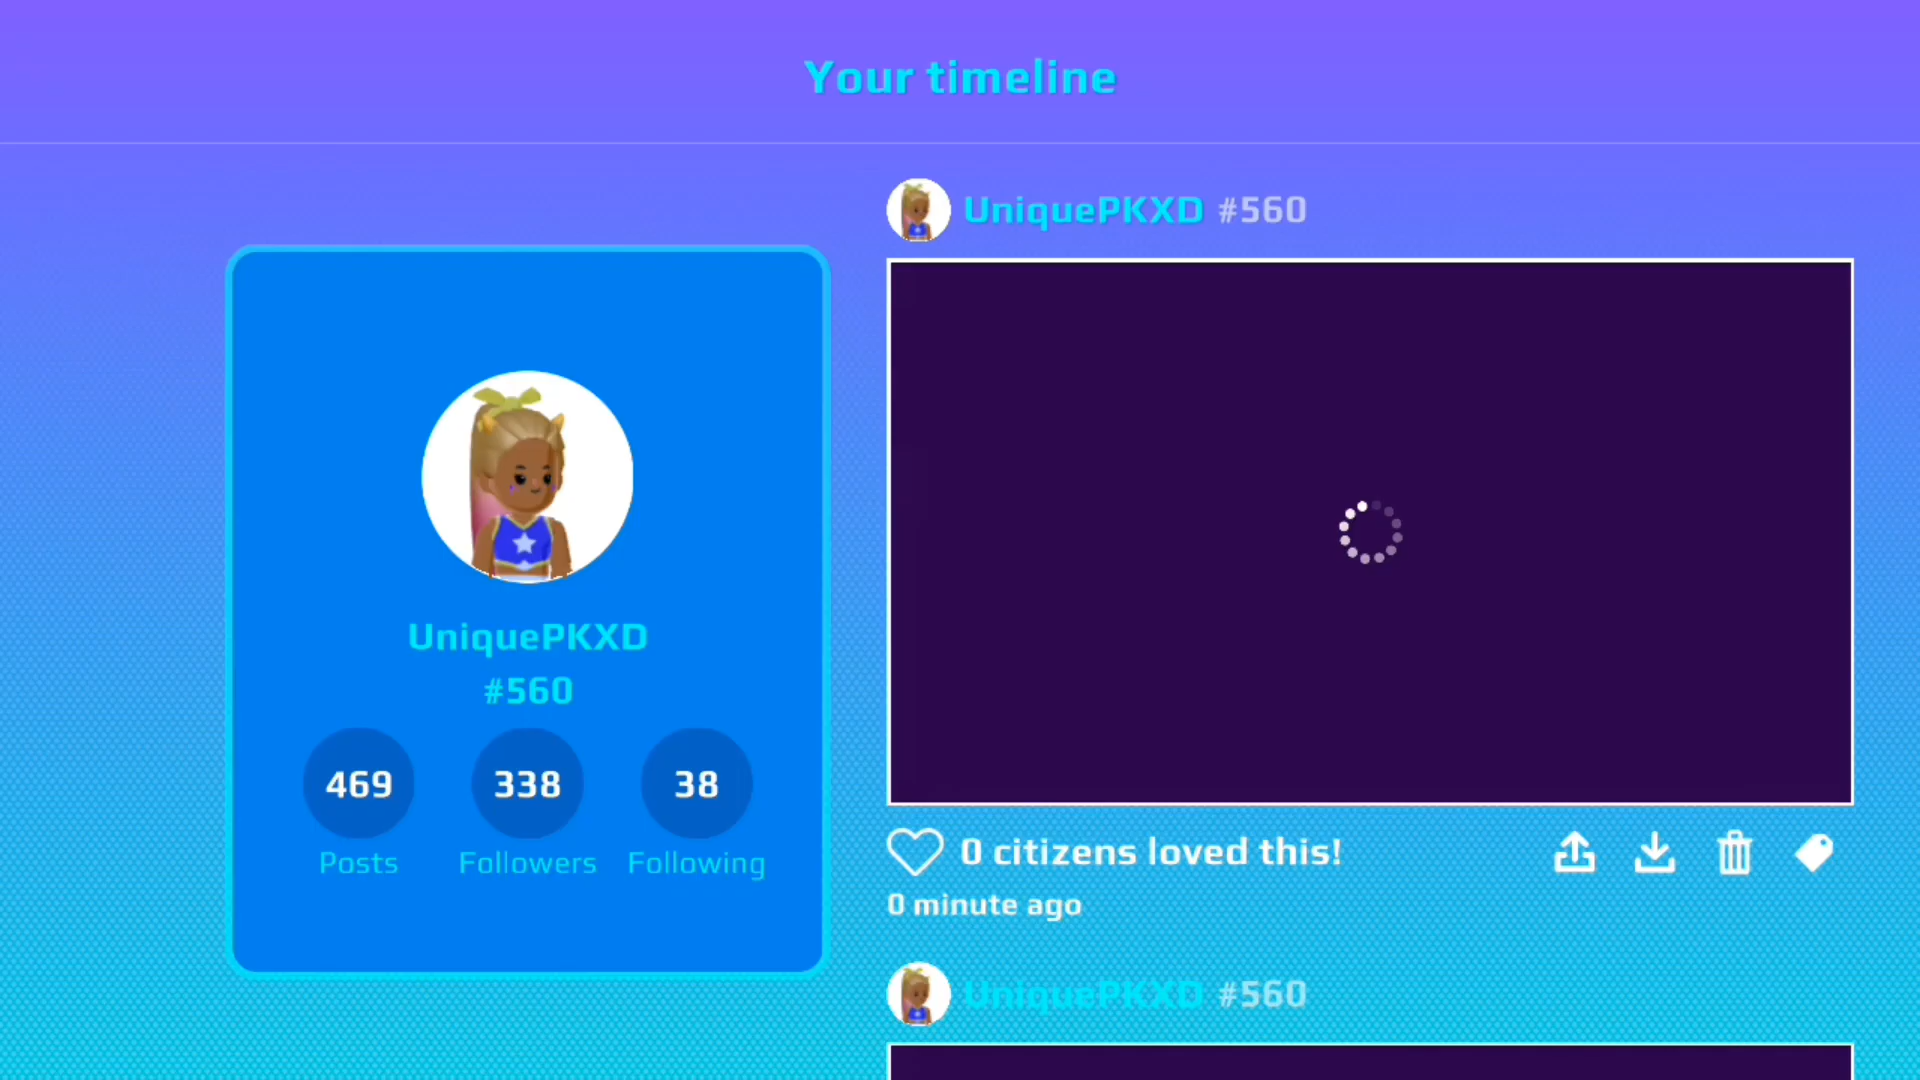 Your timeline
UniquePKXD
#560
469
338
38
Posts
Followers
Following
UniquePKXD #560
0 citizens loved this!
0 minute ago
UniquePKXD #560